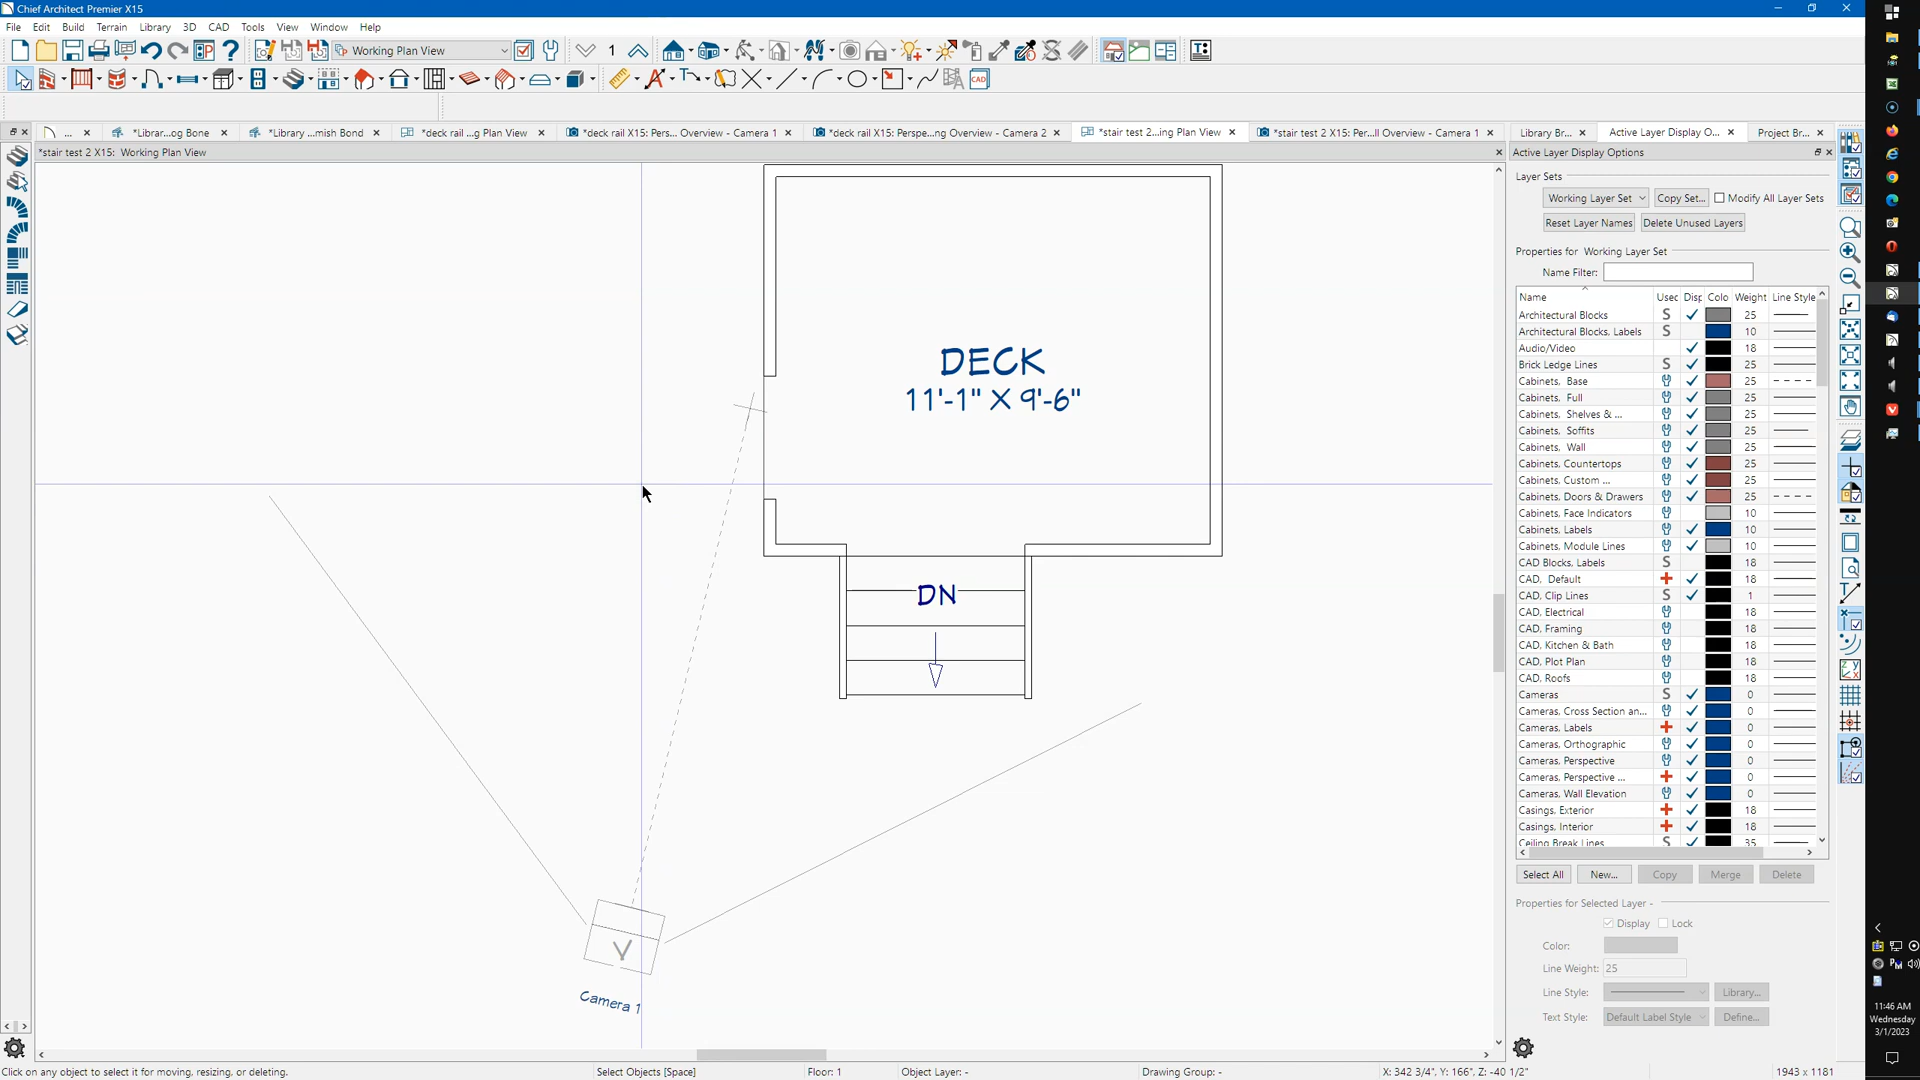 Chief Architect Premier X15
File Edit Build Terrain Library 3D CAD Tools View Window Help
Working Plan View
1
CAD
... *Librar...og Bone *Library ...mish Bond *deck rail ...g Plan View *deck rail X15: Pers... Overview - Camera 1 *deck rail X15: Perspe...ng Overview - Camera 2 *stair test 2...ing Plan View *stair test 2 X15: Per...ll Overview - Camera 1 Library Br... Active Layer Display O... Project Br...
*stair test 2 X15: Working Plan View
Active Layer Display Options
Layer Sets
Working Layer Set Copy Set... Modify All Layer Sets
Reset Layer Names Delete Unused Layers
Properties for Working Layer Set
Name Filter:
Name Usec Disp Colo Weight Line Style
Architectural Blocks S 25
Architectural Blocks, Labels S 10
Audio/Video 18
Brick Ledge Lines S 25
Cabinets, Base 25
Cabinets, Full 25
Cabinets, Shelves & ... 25
Cabinets, Soffits 25
Cabinets, Wall 25
Cabinets, Countertops 25
Cabinets, Custom ... 25
Cabinets, Doors & Drawers 25
Cabinets, Face Indicators 10
Cabinets, Labels 10
Cabinets, Module Lines 10
CAD Blocks, Labels S 18
CAD, Default 18
CAD, Clip Lines S 1
CAD, Electrical 18
CAD, Framing 18
CAD, Kitchen & Bath 18
CAD, Plot Plan 18
CAD, Roofs 18
Cameras S 0
Cameras, Cross Section an... 0
Cameras, Labels 0
Cameras, Orthographic 0
Cameras, Perspective 0
Cameras, Perspective ... 0
Cameras, Wall Elevation 0
Casings, Exterior 18
Casings, Interior 18
Ceiling Break Lines S 35
Select All New... Copy Merge Delete
Properties for Selected Layer -
Display Lock
Color:
Line Weight: 25
Line Style: Library...
Text Style: Default Label Style Define...
DECK
11'-1" X 9'-6"
DN
Camera 1
11:46 AM
Wednesday
3/1/2023
Click on any object to select it for moving, resizing, or deleting. Select Objects [Space] Floor: 1 Object Layer: - Drawing Group: - X: 342 3/4", Y: 166", Z: -40 1/2" 1943 x 1181